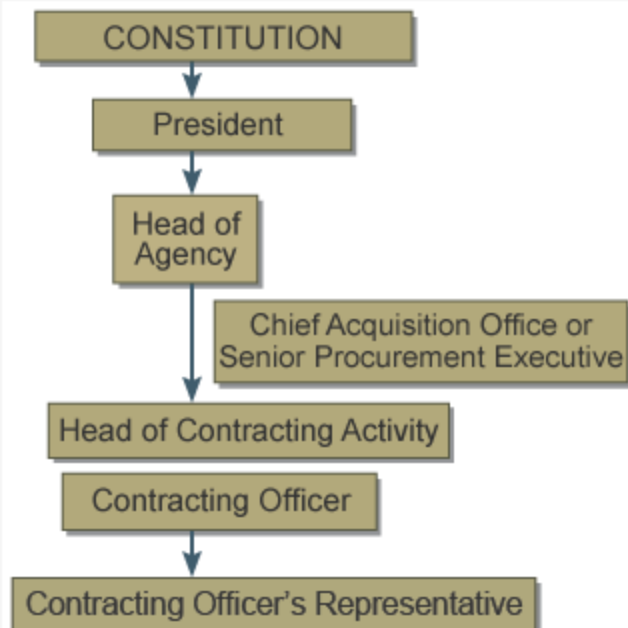 CONSTITUTION
President
Head of
Agency
Chief Acquisition Office or
Senior Procurement Executive
Head of Contracting Activity
Contracting Officer
Contracting Officer’s Representative